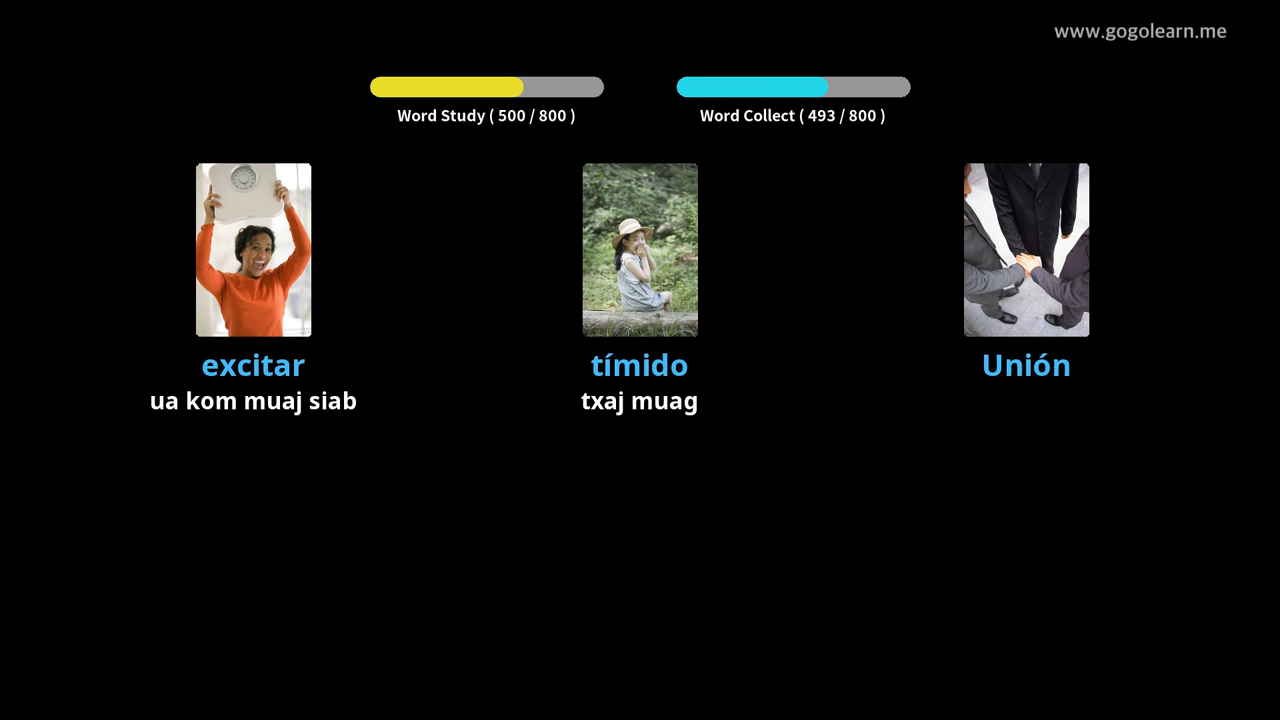 www.gogolearn.me
Word Study ( 500 / 800 )
Word Collect ( 493 / 800 )
excitar
ua kom muaj siab
tímido
txaj muag
Unión